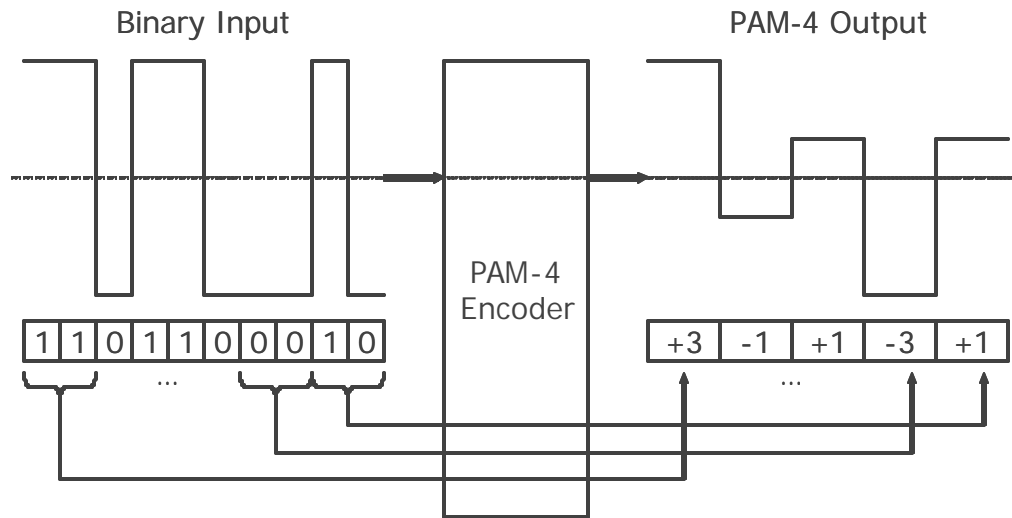 Binary Input
PAM-4 Output
PAM-4
Encoder
1 1 0 1 1 0 0 0 1 0
+3 -1 +1 -3 +1
...
...